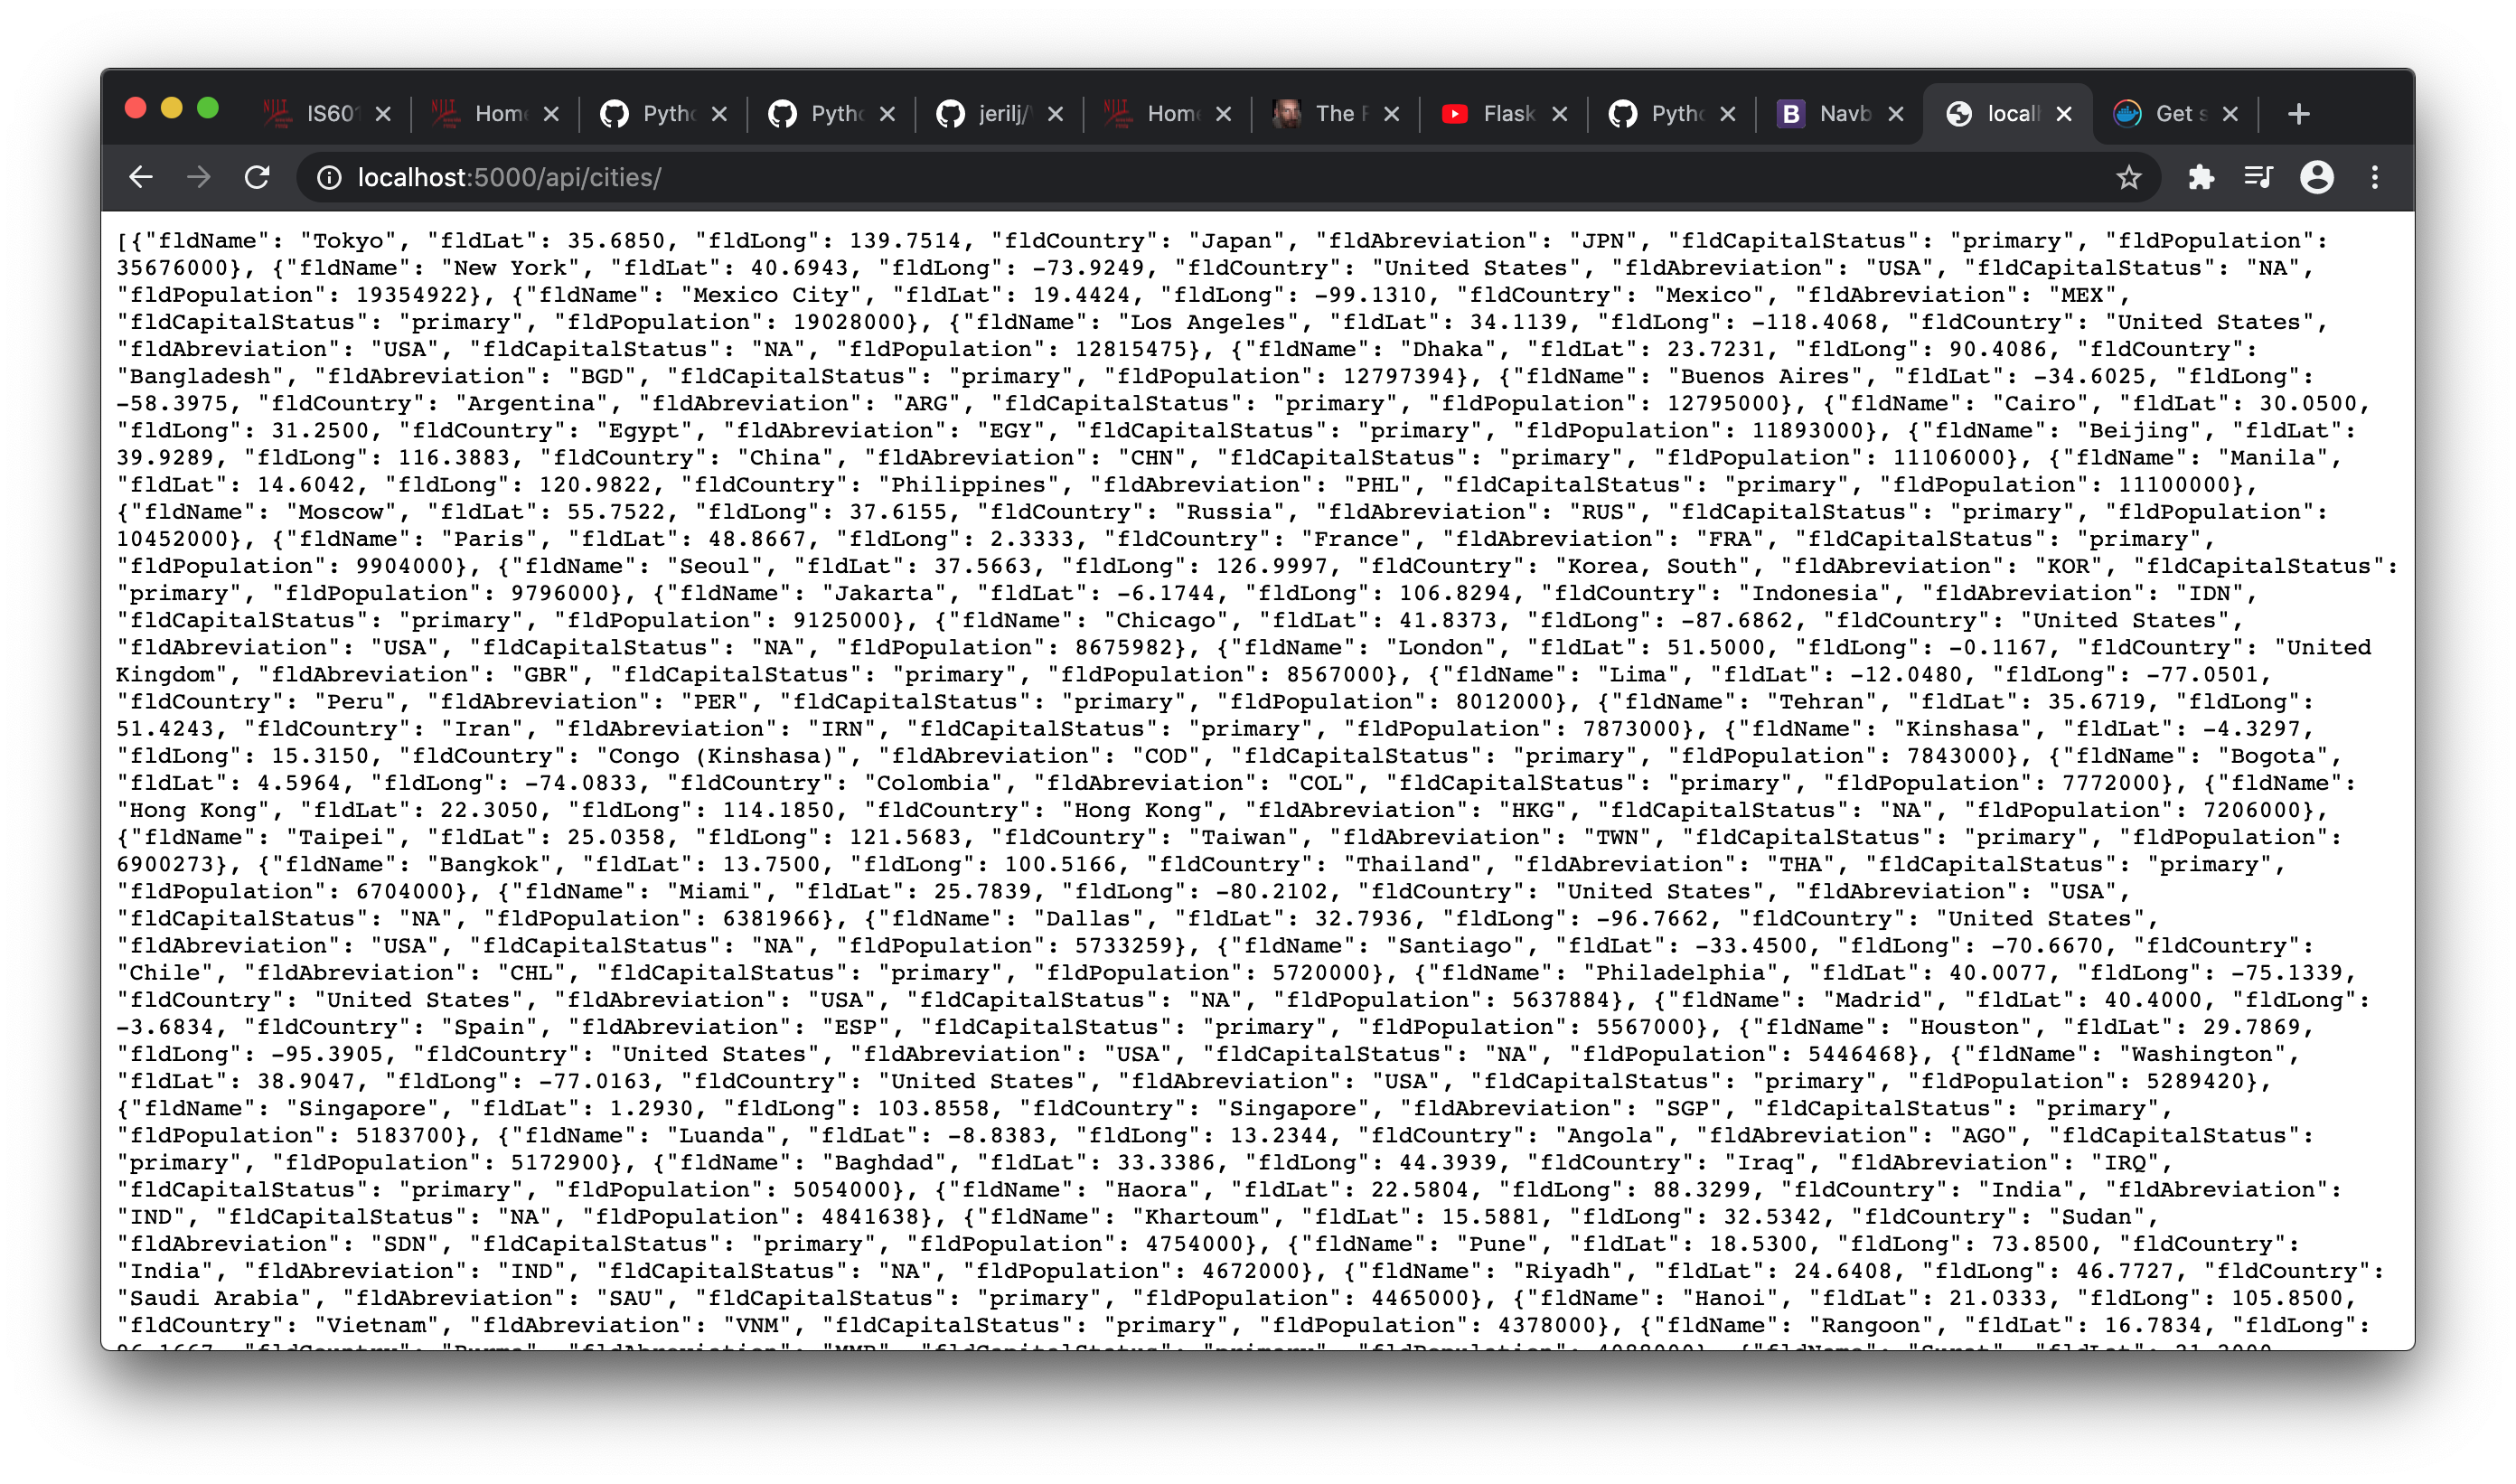 IS601
Home
Pytho
Pytho
jerilj/
Home
The F
Flask
Pytho
Navb
local
Get s
localhost:5000/api/cities/
[{"fldName": "Tokyo", "fldLat": 35.6850, "fldLong": 139.7514, "fldCountry": "Japan", "fldAbreviation": "JPN", "fldCapitalStatus": "primary", "fldPopulation":
35676000}, {"fldName": "New York", "fldLat": 40.6943, "fldLong": -73.9249, "fldCountry": "United States", "fldAbreviation": "USA", "fldCapitalStatus": "NA",
"fldPopulation": 19354922}, {"fldName": "Mexico City", "fldLat": 19.4424, "fldLong": -99.1310, "fldCountry": "Mexico", "fldAbreviation": "MEX",
"fldCapitalStatus": "primary", "fldPopulation": 19028000}, {"fldName": "Los Angeles", "fldLat": 34.1139, "fldLong": -118.4068, "fldCountry": "United States",
"fldAbreviation": "USA", "fldCapitalStatus": "NA", "fldPopulation": 12815475}, {"fldName": "Dhaka", "fldLat": 23.7231, "fldLong": 90.4086, "fldCountry":
"Bangladesh", "fldAbreviation": "BGD", "fldCapitalStatus": "primary", "fldPopulation": 12797394}, {"fldName": "Buenos Aires", "fldLat": -34.6025, "fldLong":
-58.3975, "fldCountry": "Argentina", "fldAbreviation": "ARG", "fldCapitalStatus": "primary", "fldPopulation": 12795000}, {"fldName": "Cairo", "fldLat": 30.0500,
"fldLong": 31.2500, "fldCountry": "Egypt", "fldAbreviation": "EGY", "fldCapitalStatus": "primary", "fldPopulation": 11893000}, {"fldName": "Beijing", "fldLat":
39.9289, "fldLong": 116.3883, "fldCountry": "China", "fldAbreviation": "CHN", "fldCapitalStatus": "primary", "fldPopulation": 11106000}, {"fldName": "Manila",
"fldLat": 14.6042, "fldLong": 120.9822, "fldCountry": "Philippines", "fldAbreviation": "PHL", "fldCapitalStatus": "primary", "fldPopulation": 11100000},
{"fldName": "Moscow", "fldLat": 55.7522, "fldLong": 37.6155, "fldCountry": "Russia", "fldAbreviation": "RUS", "fldCapitalStatus": "primary", "fldPopulation":
10452000}, {"fldName": "Paris", "fldLat": 48.8667, "fldLong": 2.3333, "fldCountry": "France", "fldAbreviation": "FRA", "fldCapitalStatus": "primary",
"fldPopulation": 9904000}, {"fldName": "Seoul", "fldLat": 37.5663, "fldLong": 126.9997, "fldCountry": "Korea, South", "fldAbreviation": "KOR", "fldCapitalStatus":
"primary", "fldPopulation": 9796000}, {"fldName": "Jakarta", "fldLat": -6.1744, "fldLong": 106.8294, "fldCountry": "Indonesia", "fldAbreviation": "IDN",
"fldCapitalStatus": "primary", "fldPopulation": 9125000}, {"fldName": "Chicago", "fldLat": 41.8373, "fldLong": -87.6862, "fldCountry": "United States",
"fldAbreviation": "USA", "fldCapitalStatus": "NA", "fldPopulation": 8675982}, {"fldName": "London", "fldLat": 51.5000, "fldLong": -0.1167, "fldCountry": "United
Kingdom", "fldAbreviation": "GBR", "fldCapitalStatus": "primary", "fldPopulation": 8567000}, {"fldName": "Lima", "fldLat": -12.0480, "fldLong": -77.0501,
"fldCountry": "Peru", "fldAbreviation": "PER", "fldCapitalStatus": "primary", "fldPopulation": 8012000}, {"fldName": "Tehran", "fldLat": 35.6719, "fldLong":
51.4243, "fldCountry": "Iran", "fldAbreviation": "IRN", "fldCapitalStatus": "primary", "fldPopulation": 7873000}, {"fldName": "Kinshasa", "fldLat": -4.3297,
"fldLong": 15.3150, "fldCountry": "Congo (Kinshasa)", "fldAbreviation": "COD", "fldCapitalStatus": "primary", "fldPopulation": 7843000}, {"fldName": "Bogota",
"fldLat": 4.5964, "fldLong": -74.0833, "fldCountry": "Colombia", "fldAbreviation": "COL", "fldCapitalStatus": "primary", "fldPopulation": 7772000}, {"fldName":
"Hong Kong", "fldLat": 22.3050, "fldLong": 114.1850, "fldCountry": "Hong Kong", "fldAbreviation": "HKG", "fldCapitalStatus": "NA", "fldPopulation": 7206000},
{"fldName": "Taipei", "fldLat": 25.0358, "fldLong": 121.5683, "fldCountry": "Taiwan", "fldAbreviation": "TWN", "fldCapitalStatus": "primary", "fldPopulation":
6900273}, {"fldName": "Bangkok", "fldLat": 13.7500, "fldLong": 100.5166, "fldCountry": "Thailand", "fldAbreviation": "THA", "fldCapitalStatus": "primary",
"fldPopulation": 6704000}, {"fldName": "Miami", "fldLat": 25.7839, "fldLong": -80.2102, "fldCountry": "United States", "fldAbreviation": "USA",
"fldCapitalStatus": "NA", "fldPopulation": 6381966}, {"fldName": "Dallas", "fldLat": 32.7936, "fldLong": -96.7662, "fldCountry": "United States",
"fldAbreviation": "USA", "fldCapitalStatus": "NA", "fldPopulation": 5733259}, {"fldName": "Santiago", "fldLat": -33.4500, "fldLong": -70.6670, "fldCountry":
"Chile", "fldAbreviation": "CHL", "fldCapitalStatus": "primary", "fldPopulation": 5720000}, {"fldName": "Philadelphia", "fldLat": 40.0077, "fldLong": -75.1339,
"fldCountry": "United States", "fldAbreviation": "USA", "fldCapitalStatus": "NA", "fldPopulation": 5637884}, {"fldName": "Madrid", "fldLat": 40.4000, "fldLong":
-3.6834, "fldCountry": "Spain", "fldAbreviation": "ESP", "fldCapitalStatus": "primary", "fldPopulation": 5567000}, {"fldName": "Houston", "fldLat": 29.7869,
"fldLong": -95.3905, "fldCountry": "United States", "fldAbreviation": "USA", "fldCapitalStatus": "NA", "fldPopulation": 5446468}, {"fldName": "Washington",
"fldLat": 38.9047, "fldLong": -77.0163, "fldCountry": "United States", "fldAbreviation": "USA", "fldCapitalStatus": "primary", "fldPopulation": 5289420},
{"fldName": "Singapore", "fldLat": 1.2930, "fldLong": 103.8558, "fldCountry": "Singapore", "fldAbreviation": "SGP", "fldCapitalStatus": "primary",
"fldPopulation": 5183700}, {"fldName": "Luanda", "fldLat": -8.8383, "fldLong": 13.2344, "fldCountry": "Angola", "fldAbreviation": "AGO", "fldCapitalStatus":
"primary", "fldPopulation": 5172900}, {"fldName": "Baghdad", "fldLat": 33.3386, "fldLong": 44.3939, "fldCountry": "Iraq", "fldAbreviation": "IRQ",
"fldCapitalStatus": "primary", "fldPopulation": 5054000}, {"fldName": "Haora", "fldLat": 22.5804, "fldLong": 88.3299, "fldCountry": "India", "fldAbreviation":
"IND", "fldCapitalStatus": "NA", "fldPopulation": 4841638}, {"fldName": "Khartoum", "fldLat": 15.5881, "fldLong": 32.5342, "fldCountry": "Sudan",
"fldAbreviation": "SDN", "fldCapitalStatus": "primary", "fldPopulation": 4754000}, {"fldName": "Pune", "fldLat": 18.5300, "fldLong": 73.8500, "fldCountry":
"India", "fldAbreviation": "IND", "fldCapitalStatus": "NA", "fldPopulation": 4672000}, {"fldName": "Riyadh", "fldLat": 24.6408, "fldLong": 46.7727, "fldCountry":
"Saudi Arabia", "fldAbreviation": "SAU", "fldCapitalStatus": "primary", "fldPopulation": 4465000}, {"fldName": "Hanoi", "fldLat": 21.0333, "fldLong": 105.8500,
"fldCountry": "Vietnam", "fldAbreviation": "VNM", "fldCapitalStatus": "primary", "fldPopulation": 4378000}, {"fldName": "Rangoon", "fldLat": 16.7834, "fldLong":